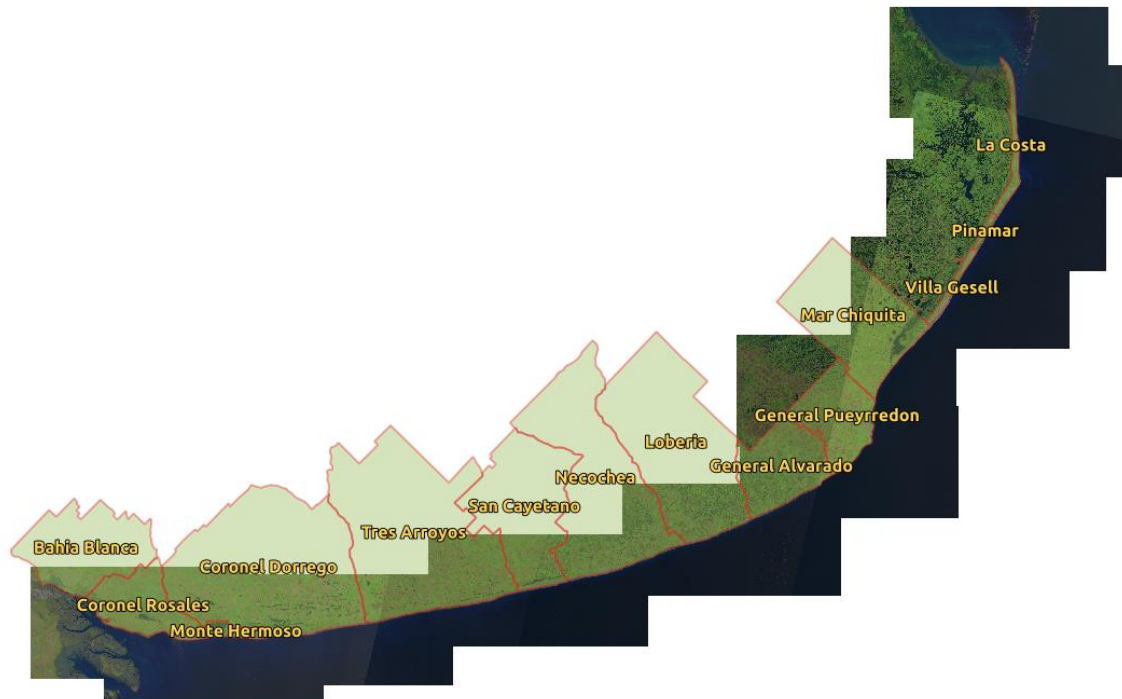 La Costa
Pinamar
Villa Gesell
Mar Chiquita
General Pueyrredon
Loberia
General Alvarado
Necochea
San Cayetano
Tres Arroyos
Bahia Blanca
Coronel Dorrego
Coronel Rosales
Monte Hermoso